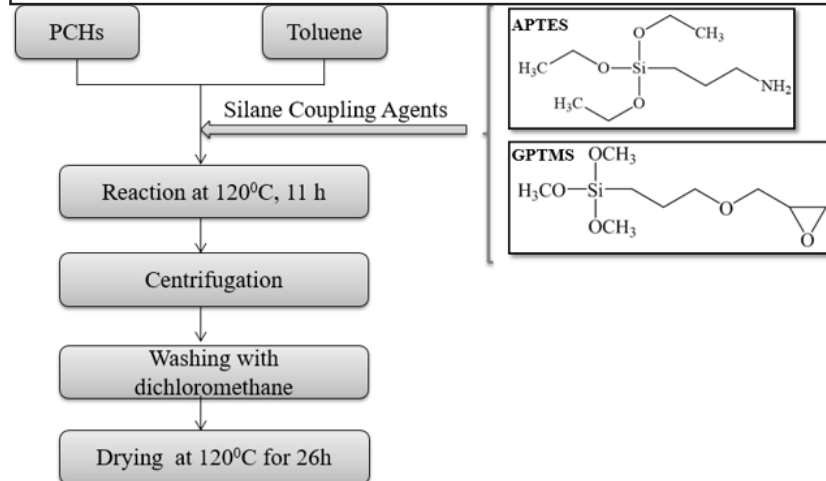 PCHs
Toluene
Silane Coupling Agents
Reaction at 120⁰C, 11 h
Centrifugation
Washing with
dichloromethane
Drying at 120⁰C for 26h
APTES
O
CH₃
H₃C
O
Si
NH₂
H₃C
O
GPTMS
OCH₃
H₃CO
Si
OCH₃
O
O